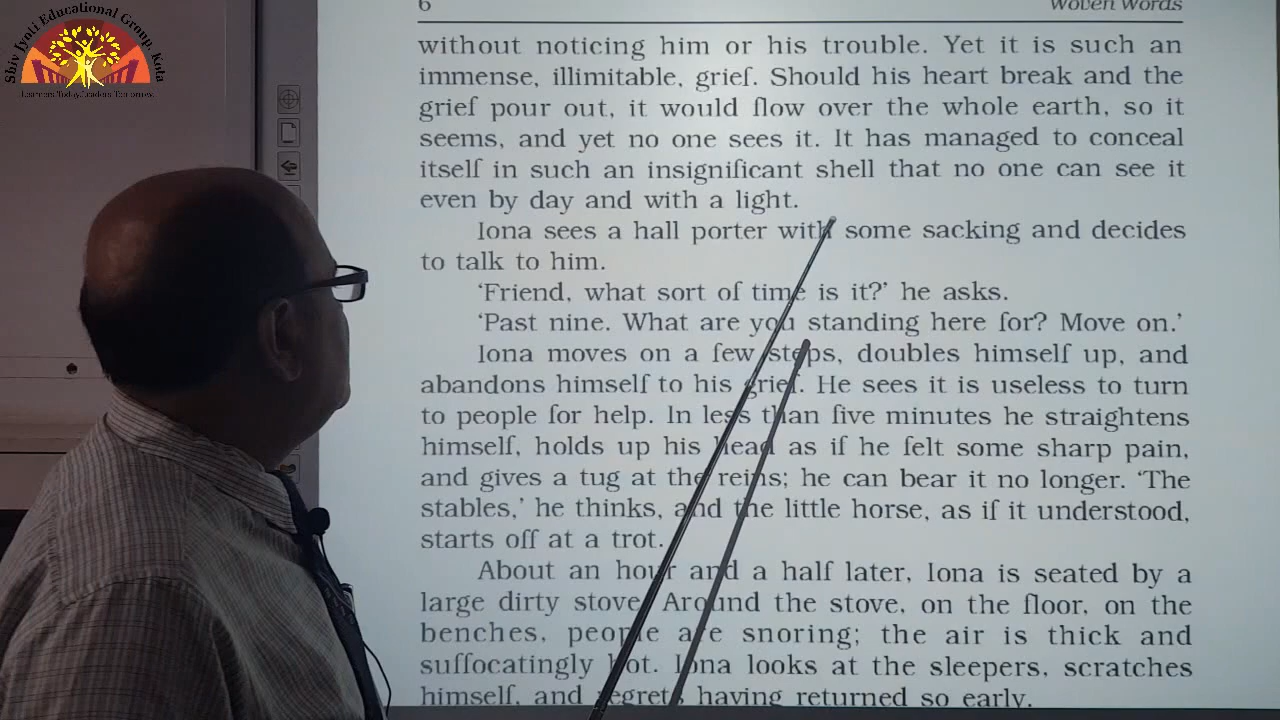 Shiv Jyoti Educational Group, Kota
Learners Today, Leaders Tomorrow
6 Woven Words
without noticing him or his trouble. Yet it is such an
immense, illimitable, grief. Should his heart break and the
grief pour out, it would flow over the whole earth, so it
seems, and yet no one sees it. It has managed to conceal
itself in such an insignificant shell that no one can see it
even by day and with a light.
Iona sees a hall porter with some sacking and decides
to talk to him.
‘Friend, what sort of time is it?’ he asks.
‘Past nine. What are you standing here for? Move on.’
Iona moves on a few steps, doubles himself up, and
abandons himself to his grief. He sees it is useless to turn
to people for help. In less than five minutes he straightens
himself, holds up his head as if he felt some sharp pain,
and gives a tug at the reins; he can bear it no longer. ‘The
stables,’ he thinks, and the little horse, as if it understood,
starts off at a trot.
About an hour and a half later, Iona is seated by a
large dirty stove. Around the stove, on the floor, on the
benches, people are snoring; the air is thick and
suffocatingly hot. Iona looks at the sleepers, scratches
himself, and regrets having returned so early.